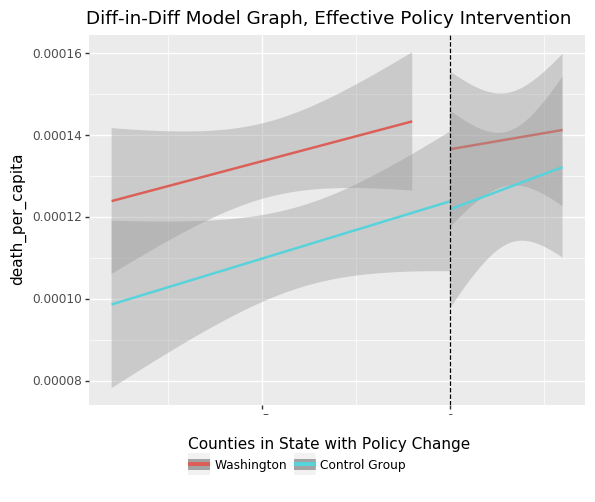 Diff-in-Diff Model Graph, Effective Policy Intervention
0.00016
0.00014
0.00012
0.00010
0.00008
death_per_capita
Counties in State with Policy Change
Washington Control Group